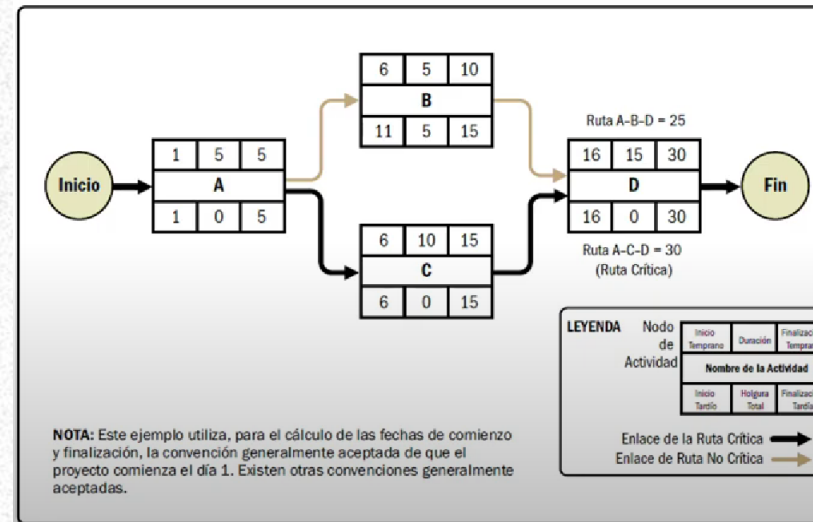 6 5 10
B
11 5 15
Ruta A-B-D = 25
Inicio
1 5 5
A
1 0 5
16 15 30
D
16 0 30
Fin
6 10 15
C
6 0 15
Ruta A-C-D = 30
(Ruta Crítica)
LEYENDA Nodo
de
Actividad
Inicio
Temprano
Duración
Nombre de la Actividad
Inicio
Tardío
Holgura
Total
Enlace de la Ruta Crítica
Enlace de Ruta No Crítica
NOTA: Este ejemplo utiliza, para el cálculo de las fechas de comienzo
y finalización, la convención generalmente aceptada de que el
proyecto comienza el día 1. Existen otras convenciones generalmente
aceptadas.